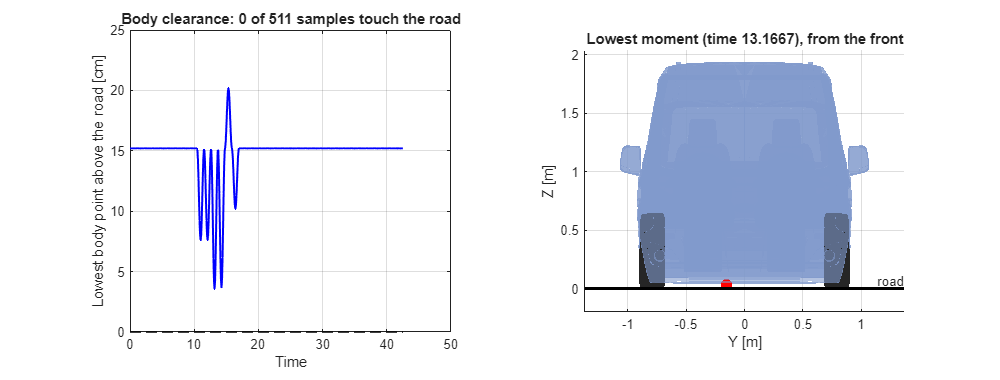 Body clearance: 0 of 511 samples touch the road
25
20
15
10
5
0
0 10 20 30 40 50
Time
Lowest body point above the road [cm]
Lowest moment (time 13.1667), from the front
2
1.5
1
0.5
0
road
-1 -0.5 0 0.5 1
Y [m]
Z [m]